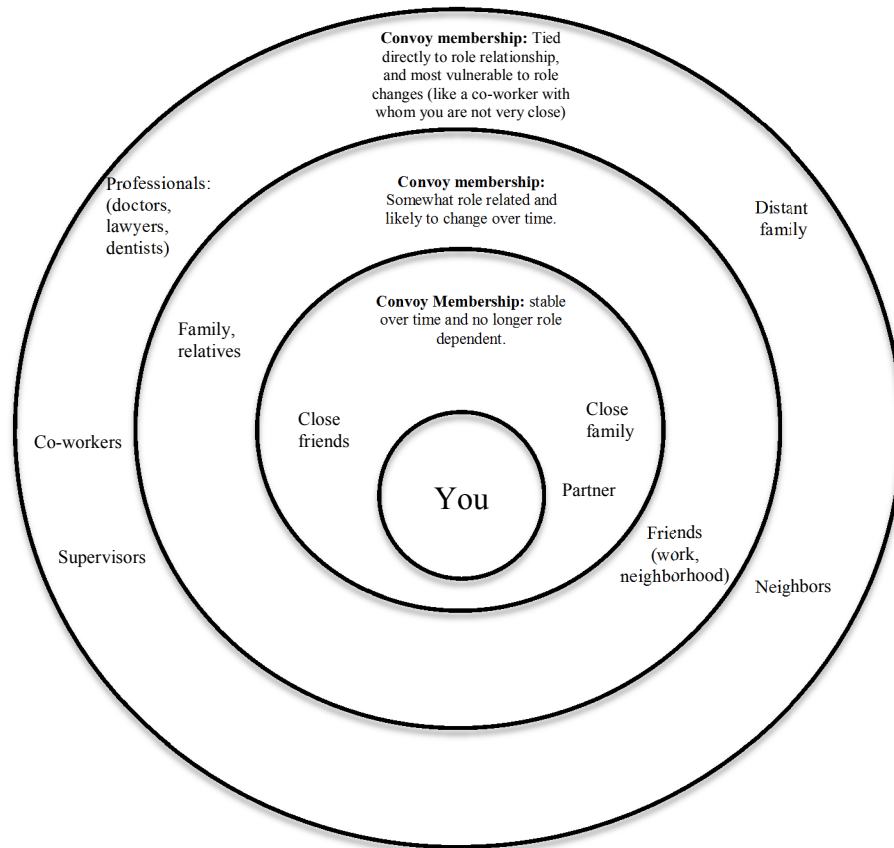 Convoy membership: Tied
directly to role relationship,
and most vulnerable to role
changes (like a co-worker with
whom you are not very close)
Professionals:
(doctors,
lawyers,
dentists)
Convoy membership:
Somewhat role related and
likely to change over time.
Distant
family
Convoy Membership: stable
over time and no longer role
dependent.
Family,
relatives
Close
friends
Close
family
Co-workers
You
Partner
Supervisors
Friends
(work,
neighborhood)
Neighbors